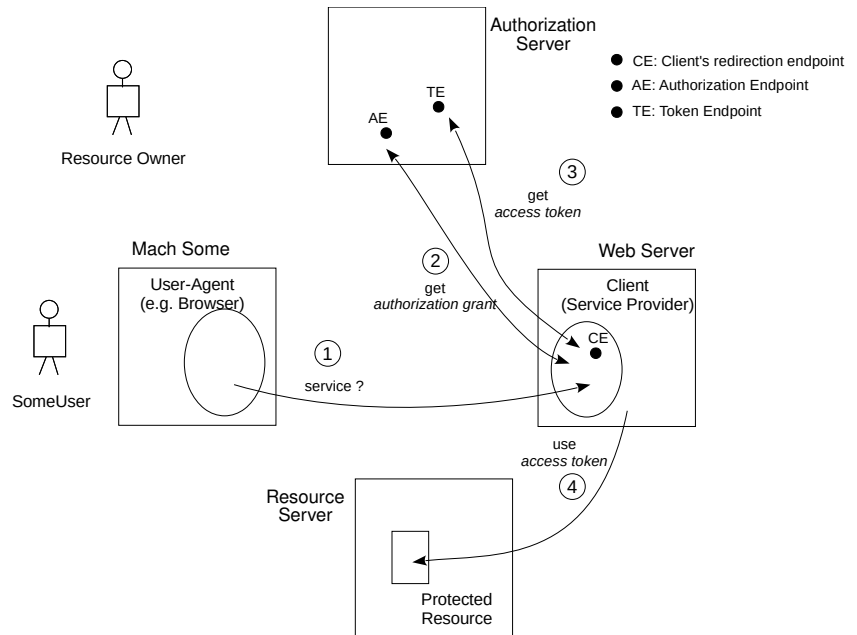 Authorization
Server
CE: Client's redirection endpoint
AE: Authorization Endpoint
TE: Token Endpoint
TE
AE
Resource Owner
3
get
access token
Mach Some
2
get
authorization grant
Web Server
User-Agent
(e.g. Browser)
Client
(Service Provider)
CE
1
service ?
SomeUser
use
access token
4
Resource
Server
Protected
Resource